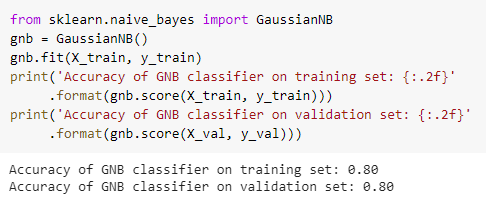 from sklearn.naive_bayes import GaussianNB
gnb = GaussianNB()
gnb.fit(X_train, y_train)
print('Accuracy of GNB classifier on training set: {:.2f}'
     .format(gnb.score(X_train, y_train)))
print('Accuracy of GNB classifier on validation set: {:.2f}'
     .format(gnb.score(X_val, y_val)))
Accuracy of GNB classifier on training set: 0.80
Accuracy of GNB classifier on validation set: 0.80